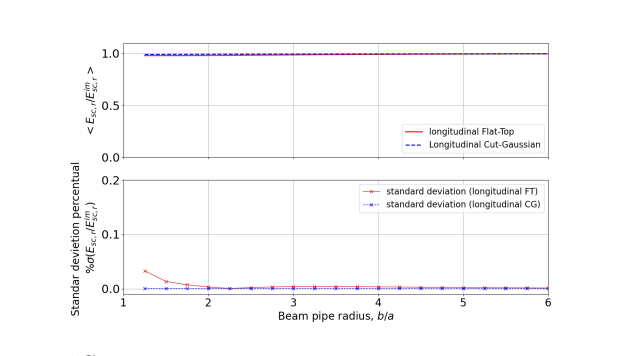 1.0
0.5
0.0
< E_{sc,r}/E^{im}_{sc,r} >
longitudinal Flat-Top
Longitudinal Cut-Gaussian
0.2
0.1
0.0
Standar devietion percentual
%σ(E_{sc,r}/E^{im}_{sc,r})
standard deviation (longitudinal FT)
standard deviation (longitudinal CG)
1 2 3 4 5 6
Beam pipe radius, b/a